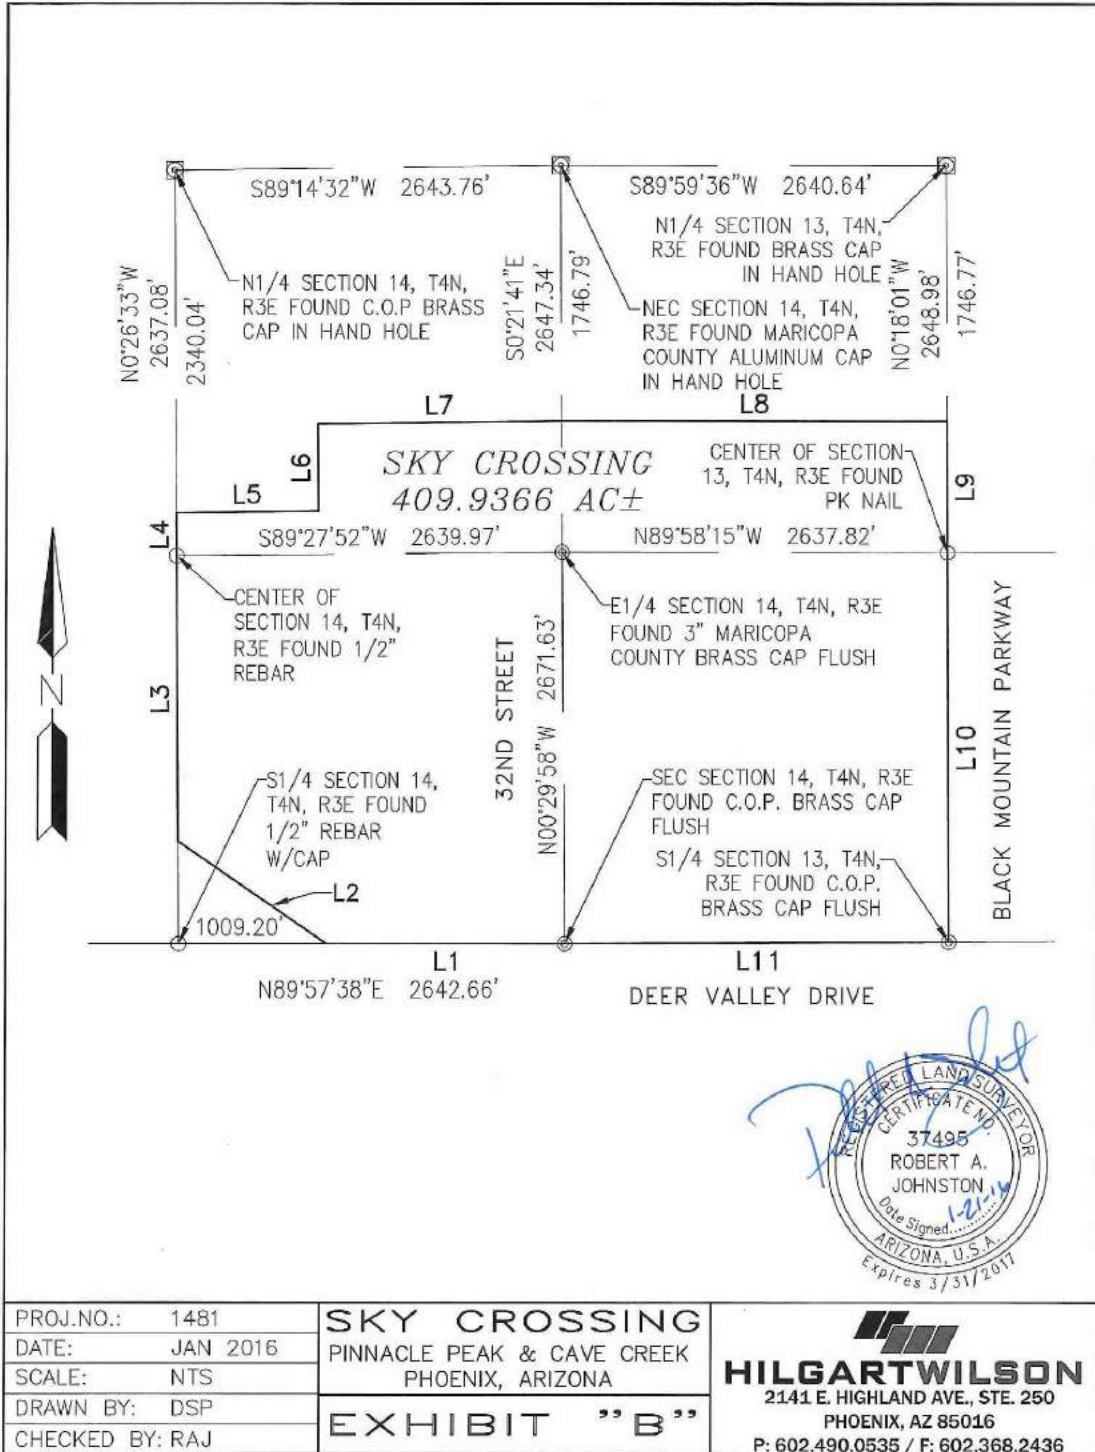 S89°14'32"W 2643.76'
S89°59'36"W 2640.64'
N0°26'33"W
2637.08'
2340.04'
N1/4 SECTION 14, T4N,
R3E FOUND C.O.P BRASS
CAP IN HAND HOLE
S0°21'41"E
2647.34'
1746.79'
N1/4 SECTION 13, T4N,
R3E FOUND BRASS CAP
IN HAND HOLE
NEC SECTION 14, T4N,
R3E FOUND MARICOPA
COUNTY ALUMINUM CAP
IN HAND HOLE
N0°18'01"W
2648.98'
1746.77'
L7
L8
L6
L5
L4
L9
SKY CROSSING
409.9366 AC±
CENTER OF SECTION
13, T4N, R3E FOUND
PK NAIL
S89°27'52"W 2639.97'
N89°58'15"W 2637.82'
CENTER OF
SECTION 14, T4N,
R3E FOUND 1/2"
REBAR
E1/4 SECTION 14, T4N, R3E
FOUND 3" MARICOPA
COUNTY BRASS CAP FLUSH
N
L3
32ND STREET
N00°29'58"W 2671.63'
L10
BLACK MOUNTAIN PARKWAY
S1/4 SECTION 14,
T4N, R3E FOUND
1/2" REBAR
W/CAP
SEC SECTION 14, T4N, R3E
FOUND C.O.P. BRASS CAP
FLUSH
S1/4 SECTION 13, T4N,
R3E FOUND C.O.P.
BRASS CAP FLUSH
L2
1009.20'
L1
L11
N89°57'38"E 2642.66'
DEER VALLEY DRIVE
REGISTERED LAND SURVEYOR
CERTIFICATE NO.
37495
ROBERT A.
JOHNSTON
Date Signed
1-21-16
ARIZONA, U.S.A.
Expires 3/31/2017
PROJ.NO.: 1481
DATE: JAN 2016
SCALE: NTS
DRAWN BY: DSP
CHECKED BY: RAJ
SKY CROSSING
PINNACLE PEAK & CAVE CREEK
PHOENIX, ARIZONA
EXHIBIT "B"
HILGARTWILSON
2141 E. HIGHLAND AVE., STE. 250
PHOENIX, AZ 85016
P: 602.490.0535 / F: 602.368.2436